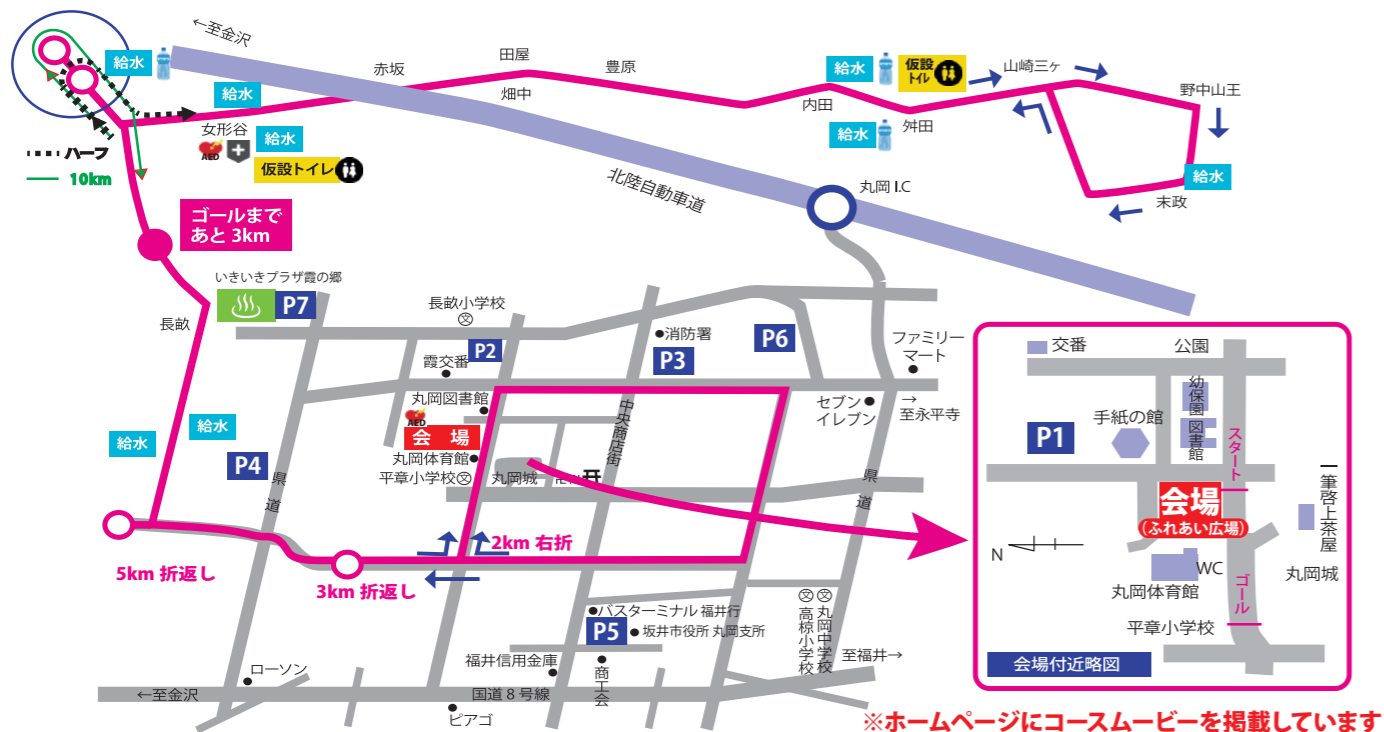 ←至金沢
給水
ハーフ
10km
給水
女形谷
AED
給水
仮設トイレ
赤坂
田屋
畑中
豊原
給水
仮設
トイレ
内田
給水
舛田
山崎三ヶ
野中山王
給水
末政
北陸自動車道
丸岡 I.C
ゴールまで
あと 3km
いきいきプラザ霞の郷
P7
長畝
長畝小学校
文
P2
霞交番
丸岡図書館
AED
会 場
丸岡体育館
平章小学校文
丸岡城
消防署
P3
P6
中央商店街
ファミリー
マート
セブン
イレブン
→
至永平寺
県道
給水
給水
P4
県道
5km 折返し
3km 折返し
2km 右折
バスターミナル 福井行
P5
坂井市役所 丸岡支所
福井信用金庫
商工会
文
高椋小学校
文
丸岡中学校
至福井→
ローソン
←至金沢
国道 8 号線
ピアゴ
交番
公園
幼保園
図書館
手紙の館
P1
スタート
会場
(ふれあい広場)
一筆啓上茶屋
N
WC
丸岡体育館
ゴール
丸岡城
平章小学校
会場付近略図
※ホームページにコースムービーを掲載しています